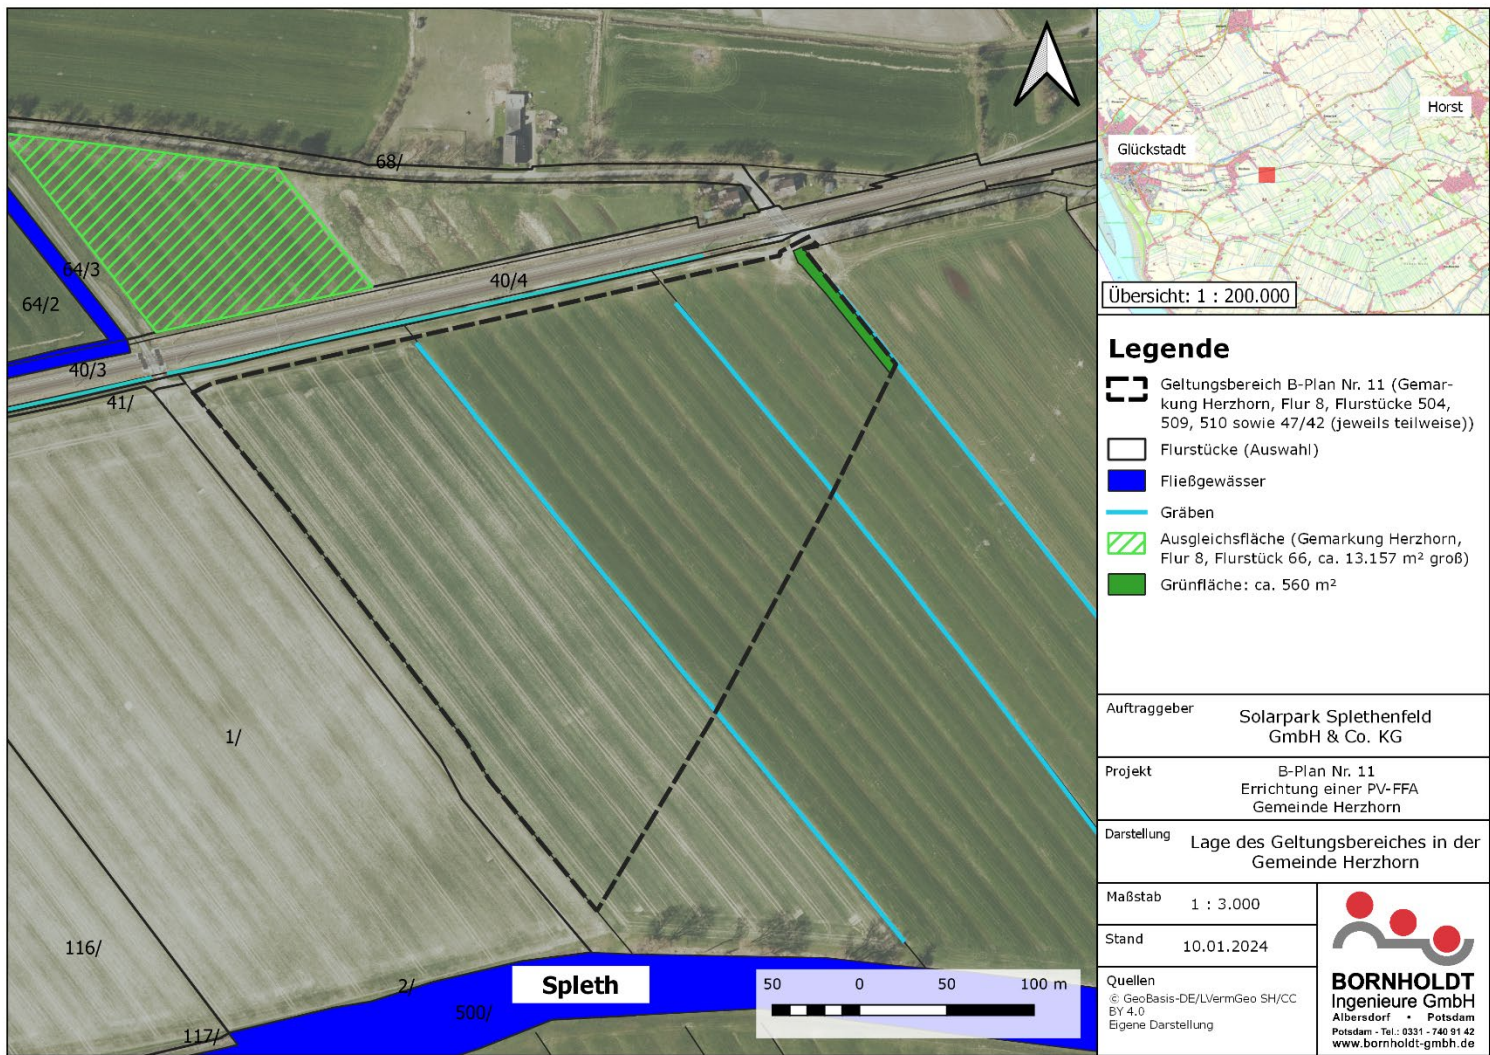 68/
64/3
64/2
40/4
40/3
41/
1/
116/
2/
117/
500/
Spleth
50 0 50 100 m
Glückstadt
Horst
Übersicht: 1 : 200.000
Legende
Geltungsbereich B-Plan Nr. 11 (Gemar-
kung Herzhorn, Flur 8, Flurstücke 504,
509, 510 sowie 47/42 (jeweils teilweise))
Flurstücke (Auswahl)
Fließgewässer
Gräben
Ausgleichsfläche (Gemarkung Herzhorn,
Flur 8, Flurstück 66, ca. 13.157 m² groß)
Grünfläche: ca. 560 m²
Auftraggeber
Solarpark Splethenfeld
GmbH & Co. KG
Projekt
B-Plan Nr. 11
Errichtung einer PV-FFA
Gemeinde Herzhorn
Darstellung
Lage des Geltungsbereiches in der
Gemeinde Herzhorn
Maßstab
1 : 3.000
Stand
10.01.2024
Quellen
© GeoBasis-DE/LVermGeo SH/CC
BY 4.0
Eigene Darstellung
BORNHOLDT
Ingenieure GmbH
Albersdorf • Potsdam
Potsdam - Tel.: 0331 - 740 91 42
www.bornholdt-gmbh.de